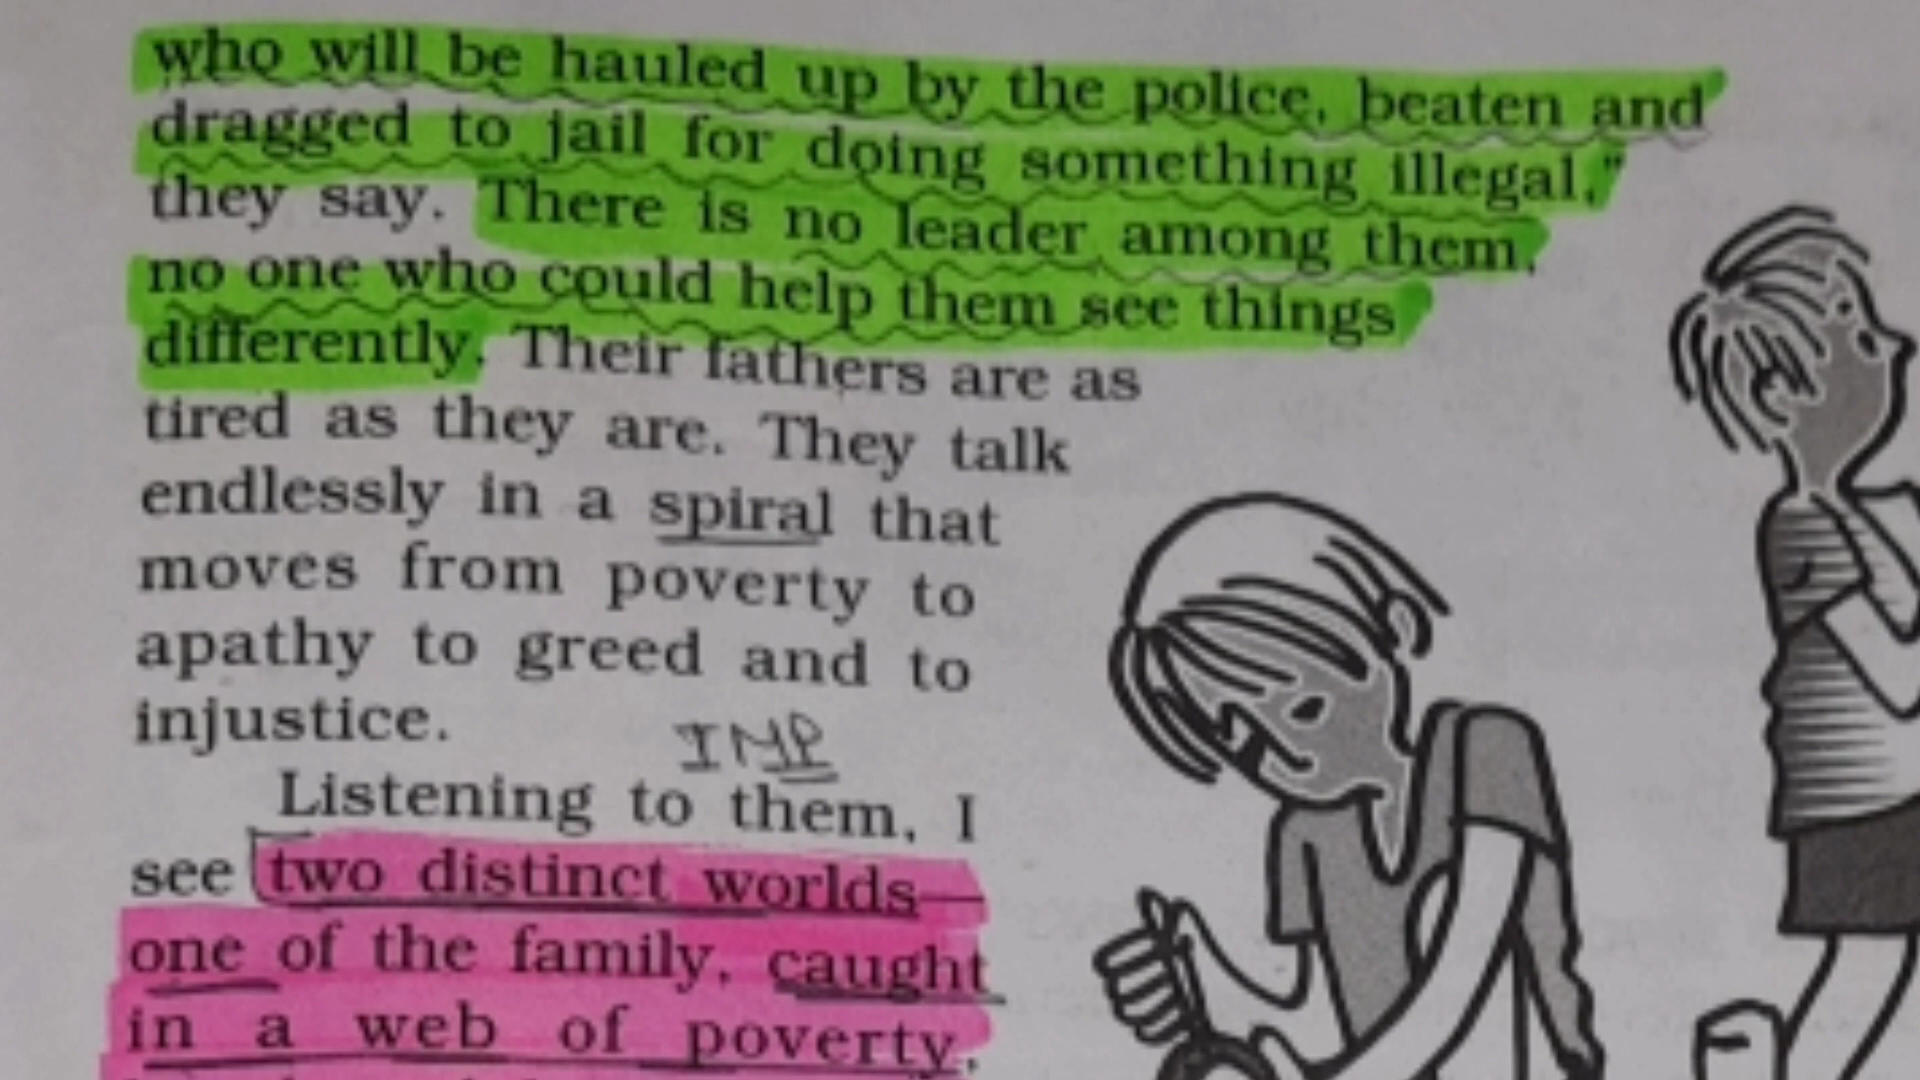 who will be hauled up by the police, beaten and
dragged to jail for doing something illegal,"
they say. There is no leader among them,
no one who could help them see things
differently. Their fathers are as
tired as they are. They talk
endlessly in a spiral that
moves from poverty to
apathy to greed and to
injustice.
IMP
Listening to them, I
see two distinct worlds—
one of the family, caught
in a web of poverty,